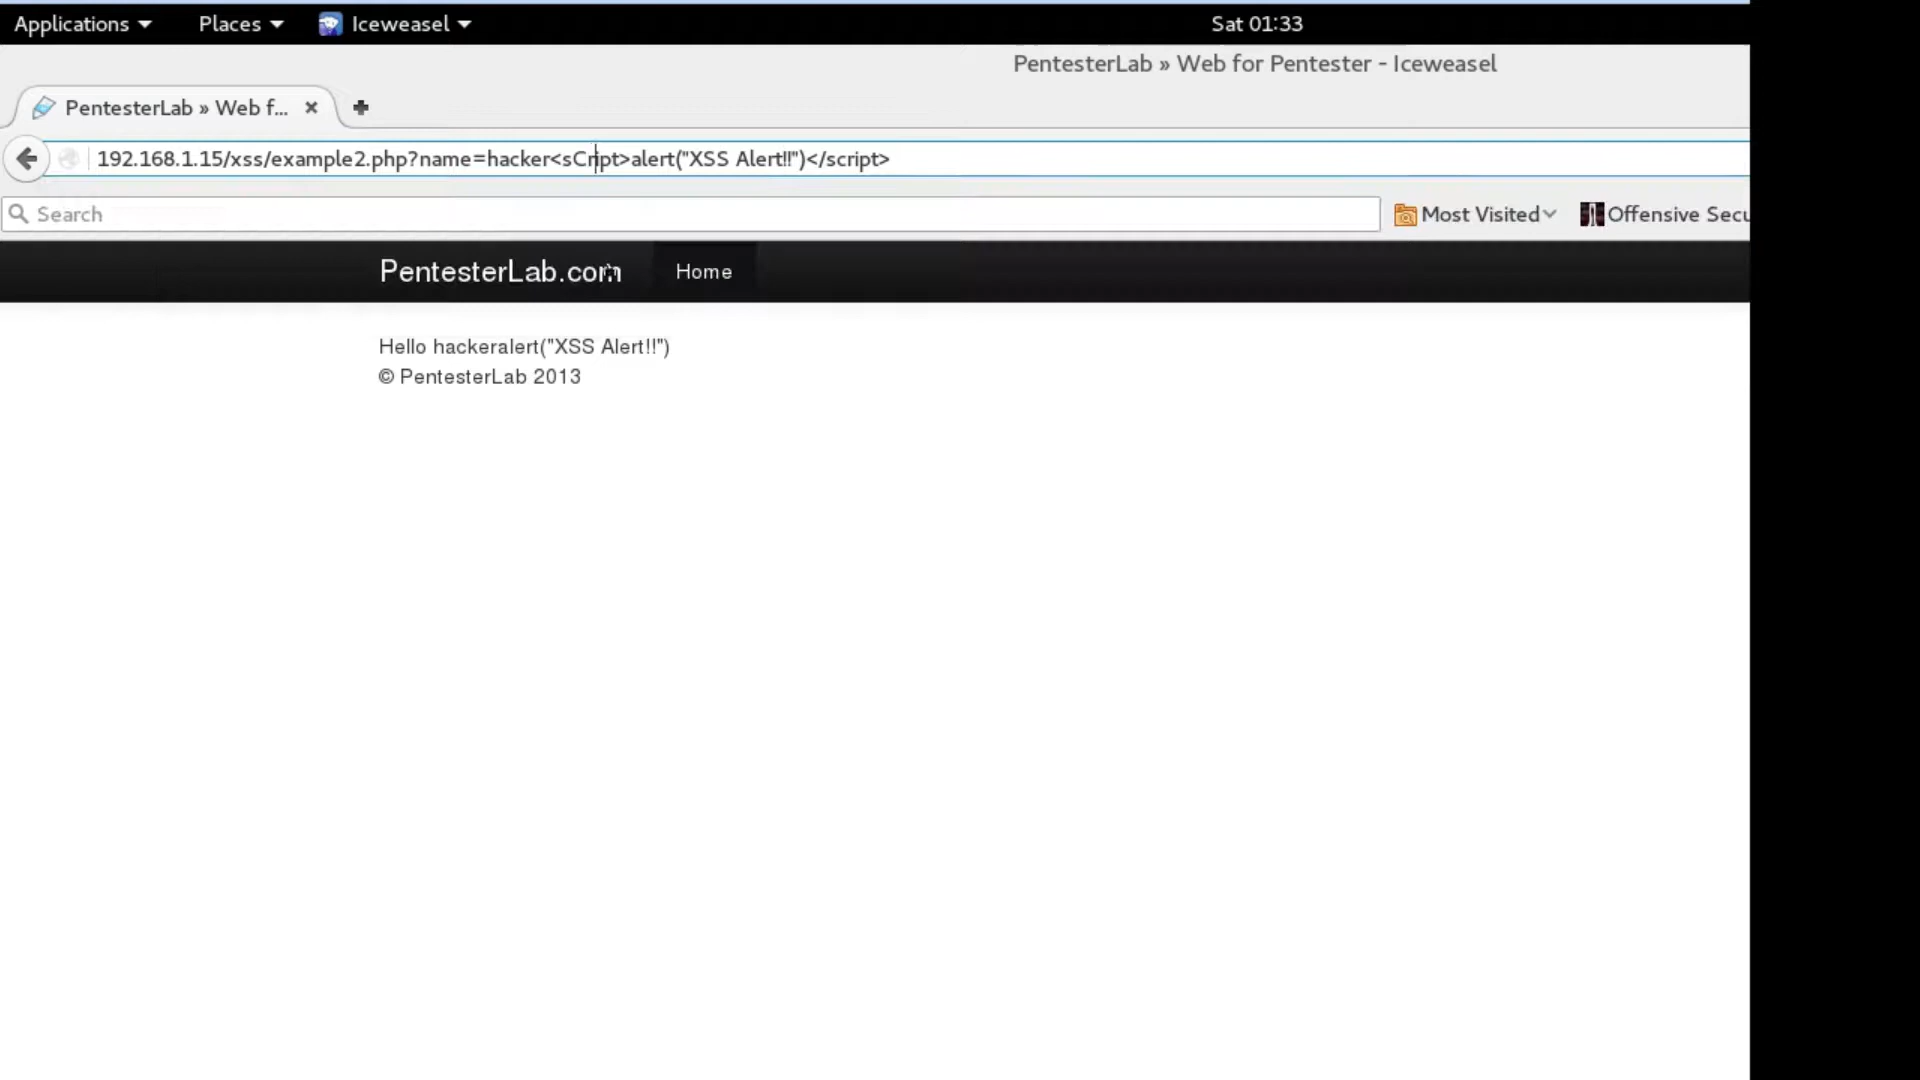 Applications Places Iceweasel Sat 01:33
PentesterLab » Web for Pentester - Iceweasel
PentesterLab » Web f...
192.168.1.15/xss/example2.php?name=hacker<sCript>alert("XSS Alert!!")</script>
Search Most Visited Offensive Secu
PentesterLab.com Home
Hello hackeralert("XSS Alert!!")
© PentesterLab 2013